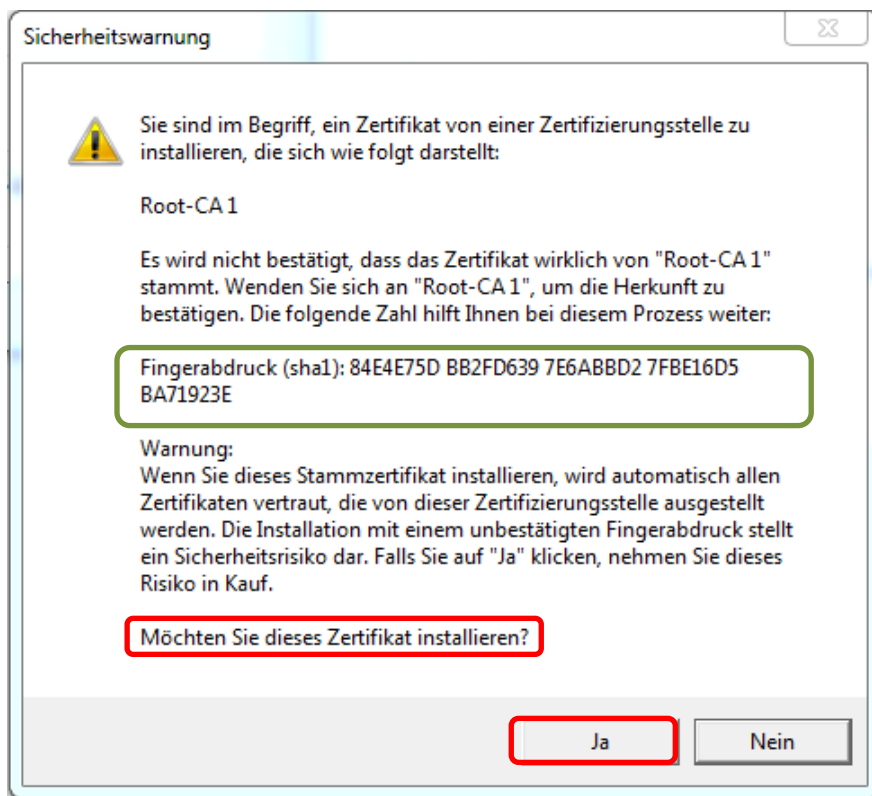 Sicherheitswarnung
Sie sind im Begriff, ein Zertifikat von einer Zertifizierungsstelle zu
installieren, die sich wie folgt darstellt:
Root-CA 1
Es wird nicht bestätigt, dass das Zertifikat wirklich von "Root-CA 1"
stammt. Wenden Sie sich an "Root-CA 1", um die Herkunft zu
bestätigen. Die folgende Zahl hilft Ihnen bei diesem Prozess weiter:
Fingerabdruck (sha1): 84E4E75D BB2FD639 7E6ABBD2 7FBE16D5
BA71923E
Warnung:
Wenn Sie dieses Stammzertifikat installieren, wird automatisch allen
Zertifikaten vertraut, die von dieser Zertifizierungsstelle ausgestellt
werden. Die Installation mit einem unbestätigten Fingerabdruck stellt
ein Sicherheitsrisiko dar. Falls Sie auf "Ja" klicken, nehmen Sie dieses
Risiko in Kauf.
Möchten Sie dieses Zertifikat installieren?
Ja
Nein